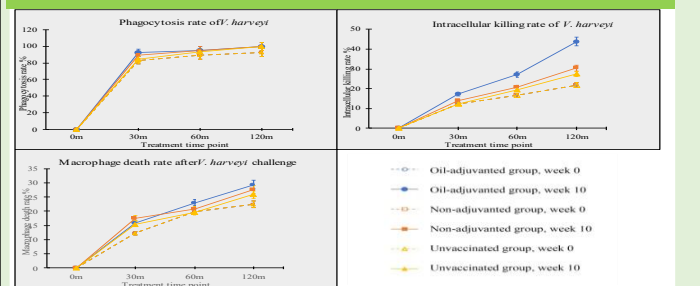 Phagocytosis rate of V. harveyi
Phagocytosis rate %
120
100
80
60
40
20
0
0m 30m 60m 120m
Treatment time point
Intracellular killing rate of V. harveyi
Intracellular killing rate %
50
40
30
20
10
0
0m 30m 60m 120m
Treatment time point
Macrophage death rate after V. harveyi challenge
Macrophage death rate %
35
30
25
20
15
10
5
0
0m 30m 60m 120m
Treatment time point
Oil-adjuvanted group, week 0
Oil-adjuvanted group, week 10
Non-adjuvanted group, week 0
Non-adjuvanted group, week 10
Unvaccinated group, week 0
Unvaccinated group, week 10